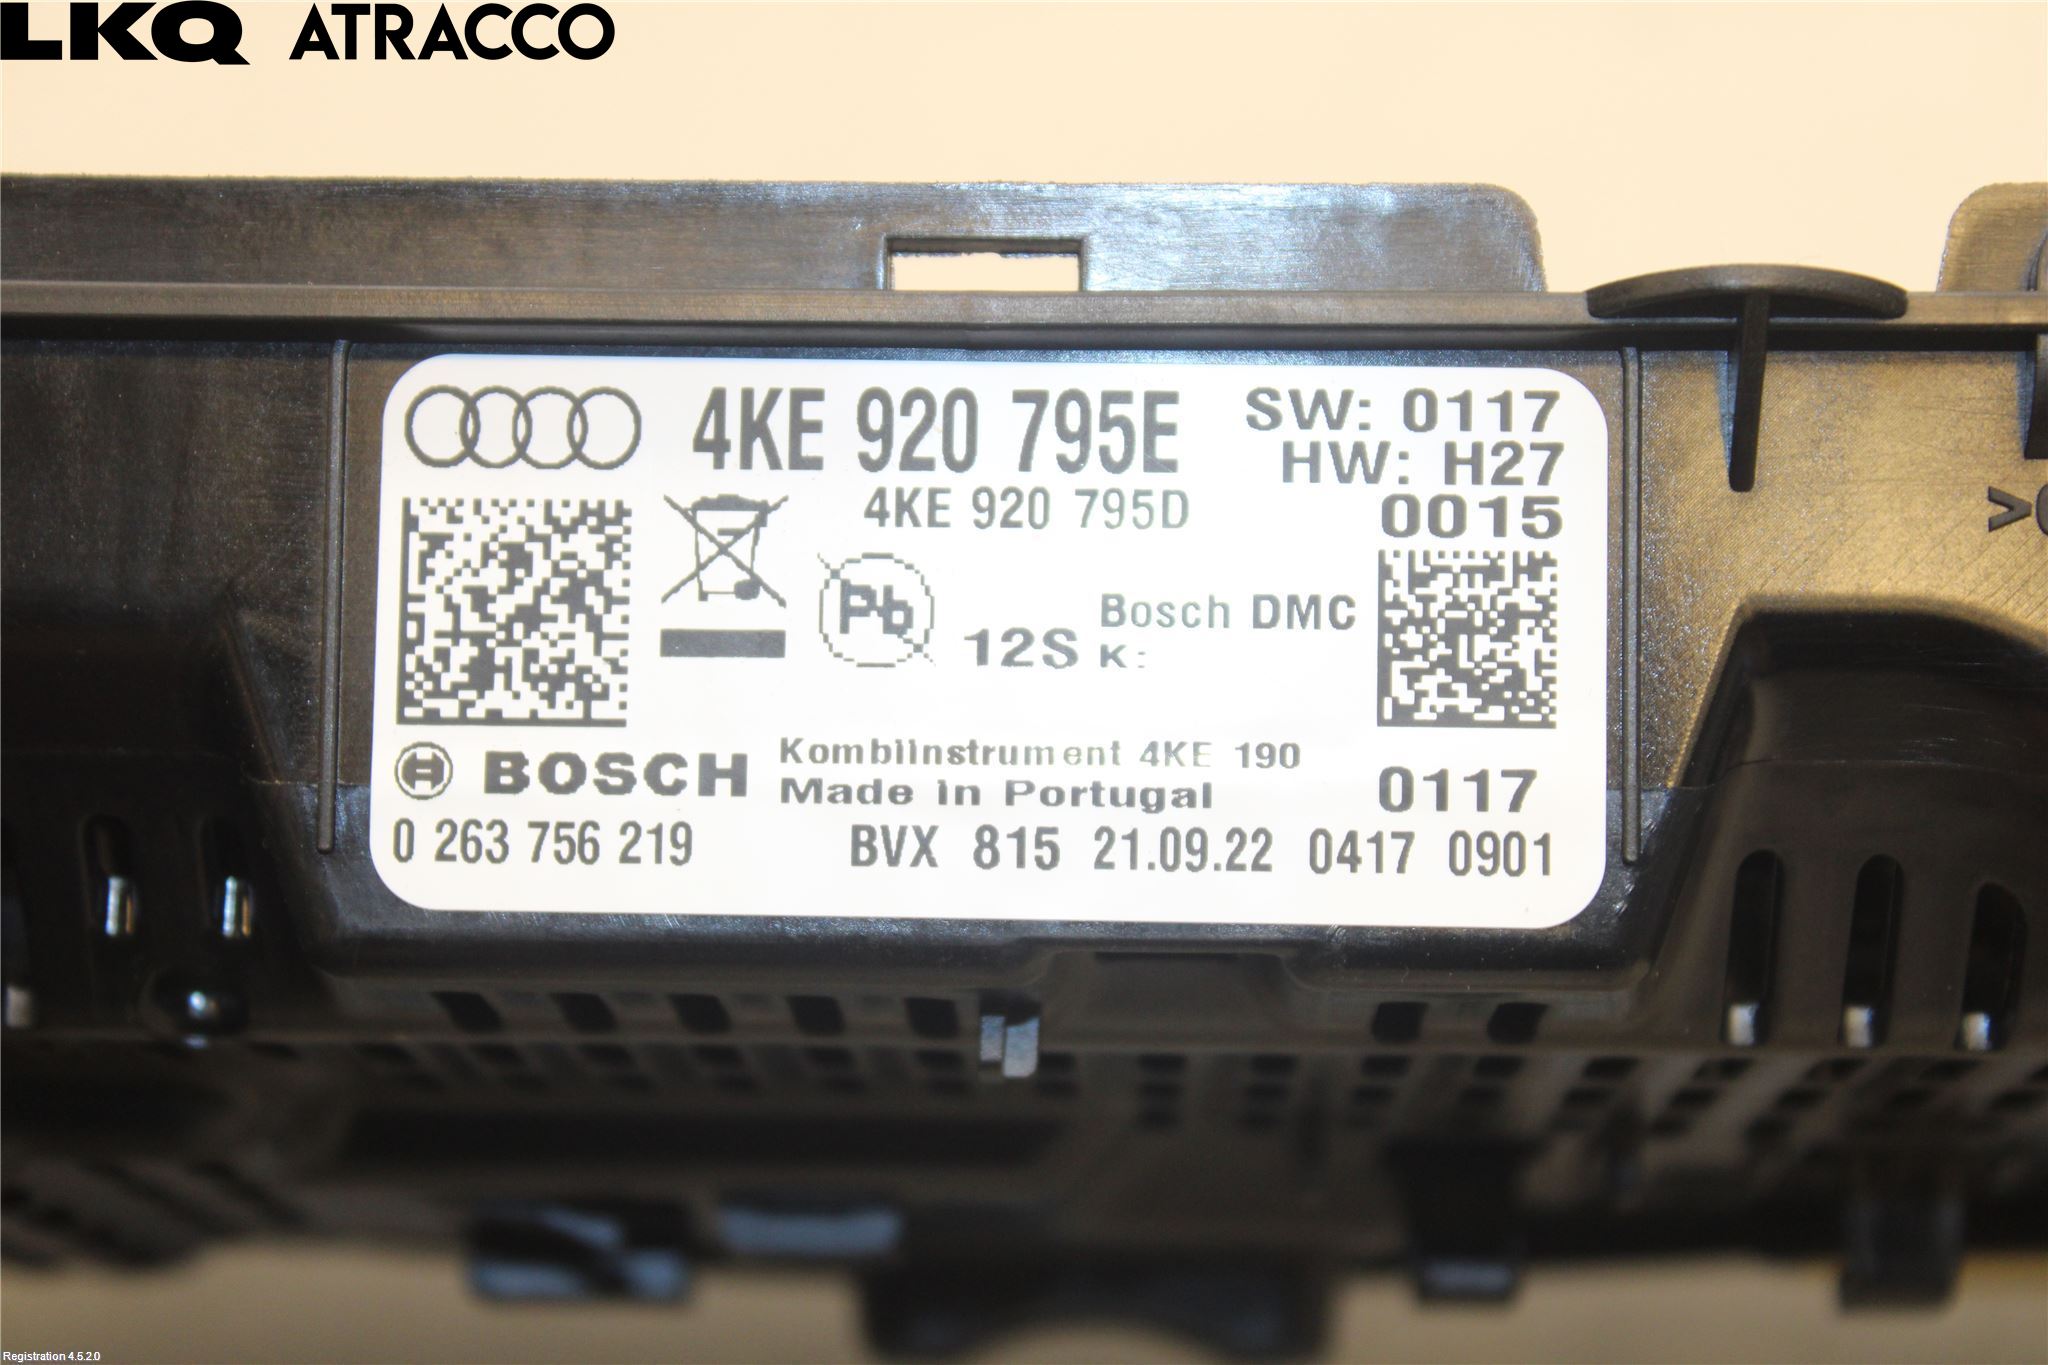 LKQ ATRACCO
4KE 920 795E
SW: 0117
HW: H27
4KE 920 795D
0015
Pb
12S
Bosch DMC
K:
BOSCH
Kombiinstrument 4KE 190
Made in Portugal
0117
0 263 756 219
BVX 815 21.09.22 0417 0901
Registration 4.5.2.0